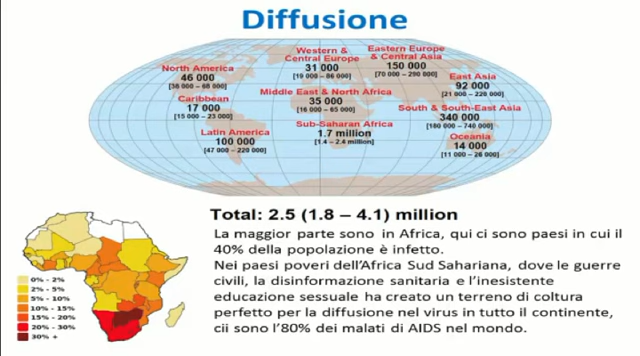 Diffusione
North America
46 000
[38 000 – 68 000]
Western &
Central Europe
31 000
[19 000 – 86 000]
Eastern Europe
& Central Asia
150 000
[70 000 – 290 000]
East Asia
92 000
[21 000 – 220 000]
Caribbean
17 000
[15 000 – 23 000]
Middle East & North Africa
35 000
[16 000 – 65 000]
South & South-East Asia
340 000
[180 000 – 740 000]
Latin America
100 000
[47 000 – 220 000]
Sub-Saharan Africa
1.7 million
[1.4 – 2.4 million]
Oceania
14 000
[11 000 – 26 000]
Total: 2.5 (1.8 – 4.1) million
La maggior parte sono in Africa, qui ci sono paesi in cui il
40% della popolazione è infetto.
Nei paesi poveri dell'Africa Sud Sahariana, dove le guerre
civili, la disinformazione sanitaria e l'inesistente
educazione sessuale ha creato un terreno di coltura
perfetto per la diffusione nel virus in tutto il continente,
cii sono l'80% dei malati di AIDS nel mondo.
0% - 2%
2% - 5%
5% - 10%
10% - 15%
15% - 20%
20% - 30%
30% +